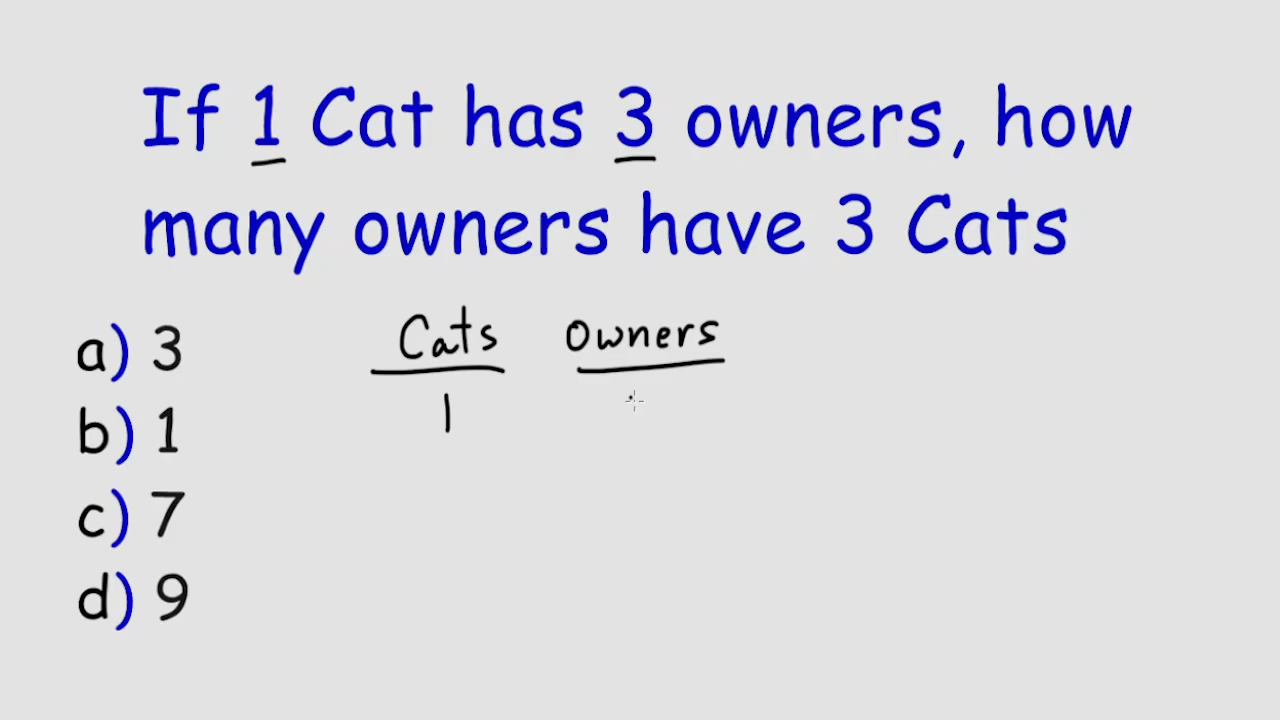 If 1 Cat has 3 owners, how
many owners have 3 Cats
a) 3
b) 1
c) 7
d) 9
Cats Owners
1